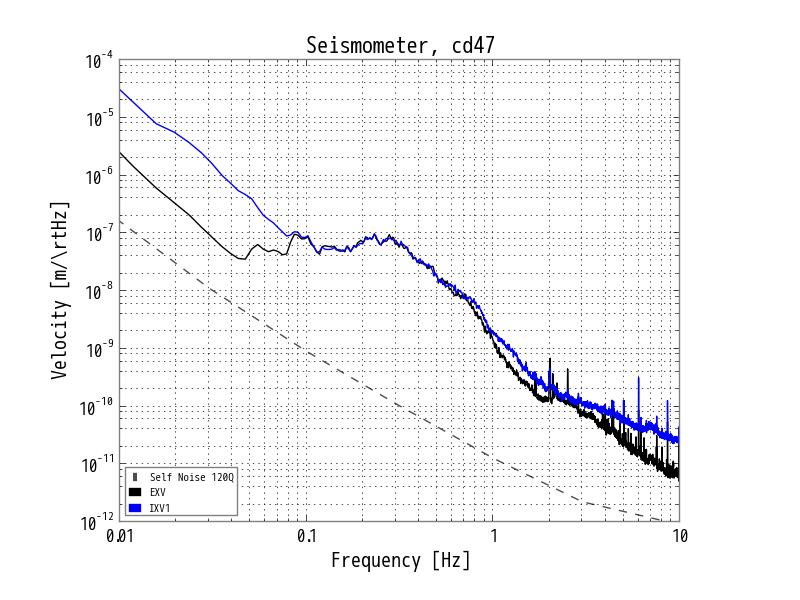 Seismometer, cd47
10^-4
10^-5
10^-6
10^-7
10^-8
10^-9
10^-10
10^-11
10^-12
Velocity [m/\rtHz]
Self Noise 120Q
EXV
IXV1
0.01 0.1 1 10
Frequency [Hz]